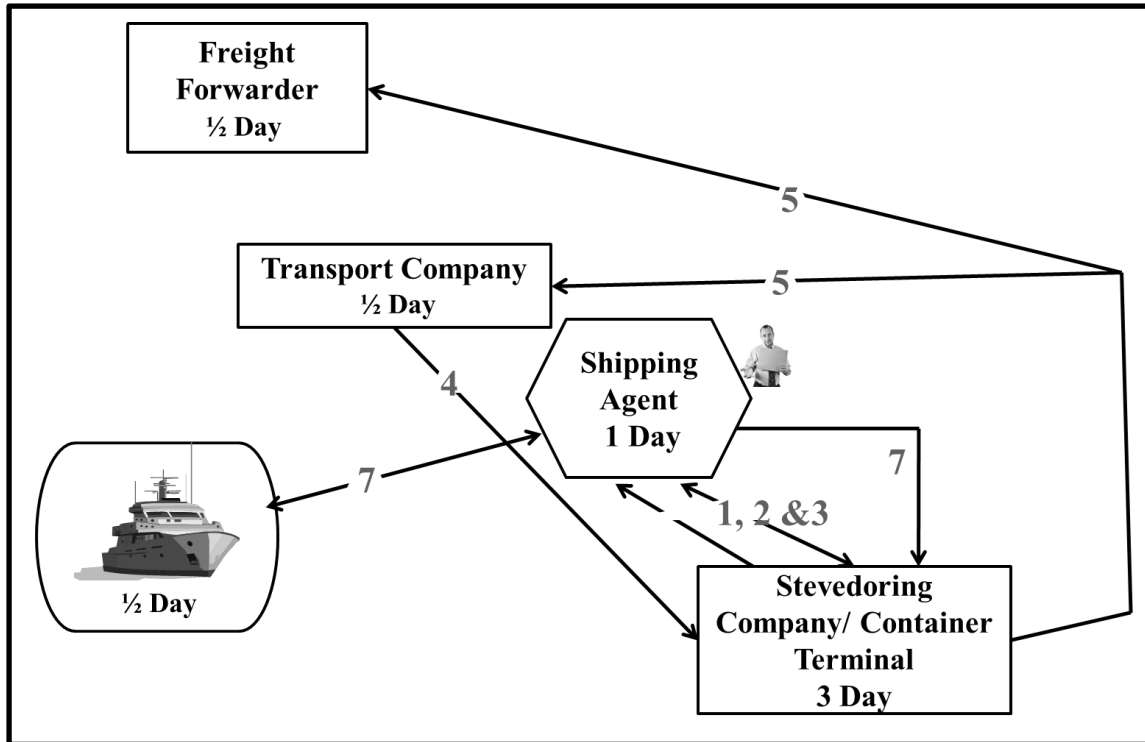 Freight
Forwarder
½ Day
5
Transport Company
½ Day
5
4
Shipping
Agent
1 Day
7
7
1, 2 &3
½ Day
Stevedoring
Company/ Container
Terminal
3 Day